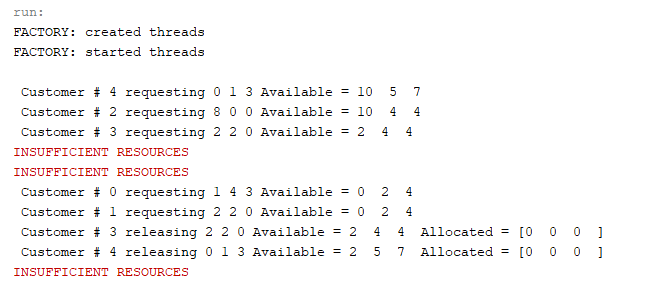 run:
FACTORY: created threads
FACTORY: started threads
Customer # 4 requesting 0 1 3 Available = 10 5 7
Customer # 2 requesting 8 0 0 Available = 10 4 4
Customer # 3 requesting 2 2 0 Available = 2 4 4
INSUFFICIENT RESOURCES
INSUFFICIENT RESOURCES
Customer # 0 requesting 1 4 3 Available = 0 2 4
Customer # 1 requesting 2 2 0 Available = 0 2 4
Customer # 3 releasing 2 2 0 Available = 2 4 4 Allocated = [0 0 0 ]
Customer # 4 releasing 0 1 3 Available = 2 5 7 Allocated = [0 0 0 ]
INSUFFICIENT RESOURCES